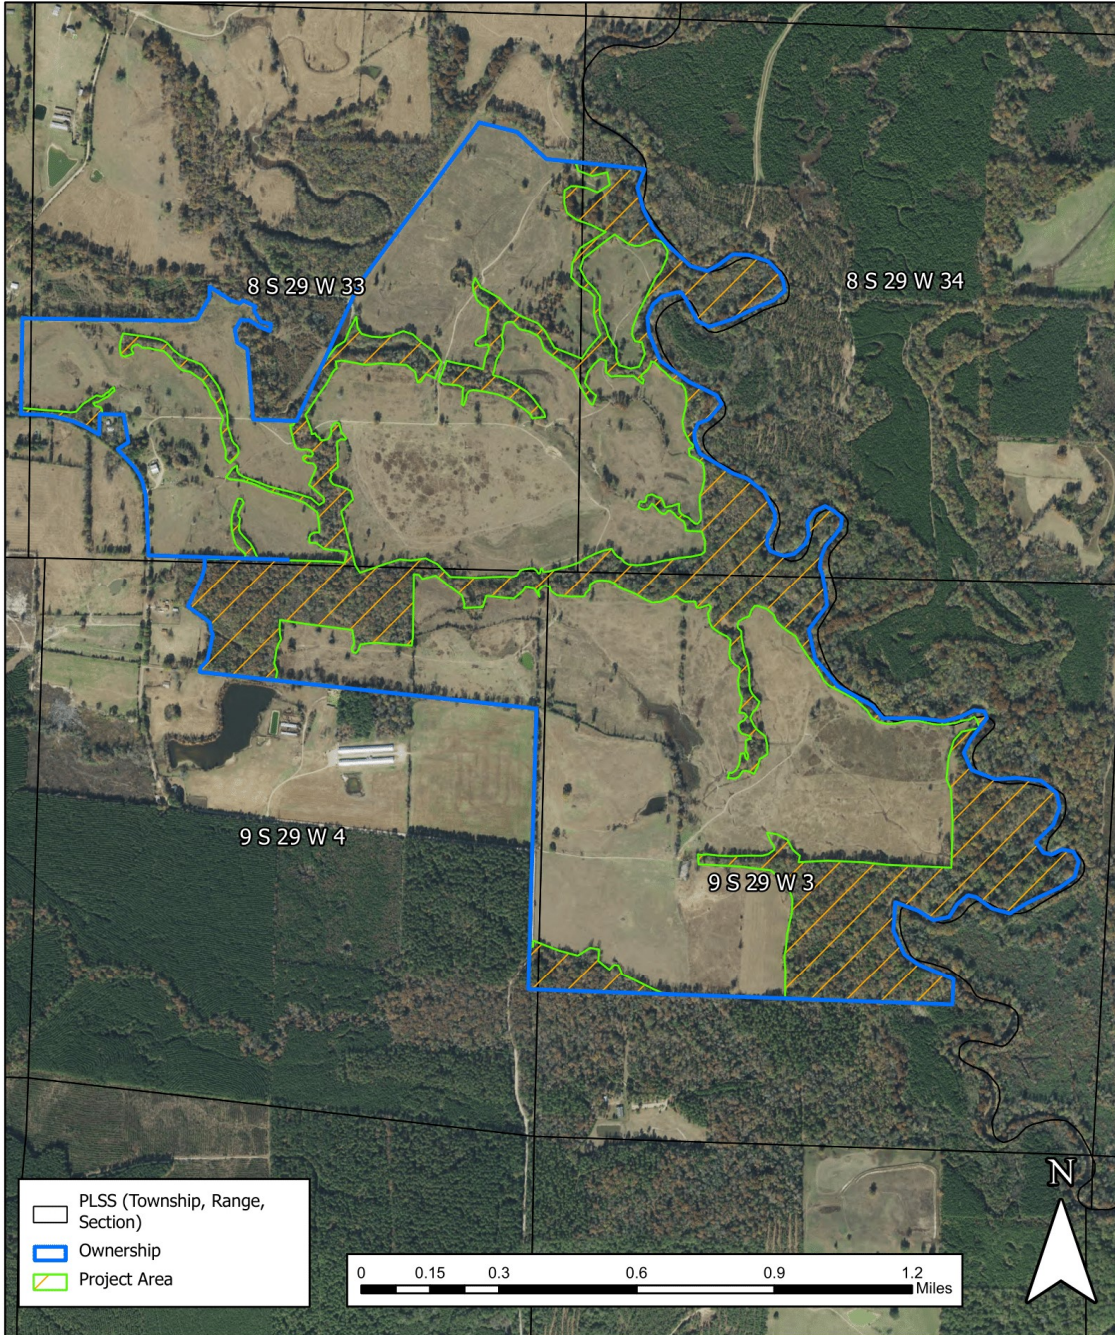 8 S 29 W 33
8 S 29 W 34
9 S 29 W 4
9 S 29 W 3
N
PLSS (Township, Range,
Section)
Ownership
Project Area
0 0.15 0.3 0.6 0.9 1.2
Miles